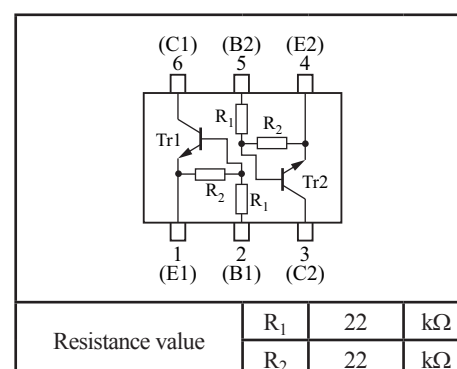 (C1) (B2) (E2)
6 5 4
R1
R2
Tr1
Tr2
R2
R1
1 2 3
(E1) (B1) (C2)
Resistance value R1 22 kΩ
R2 22 kΩ